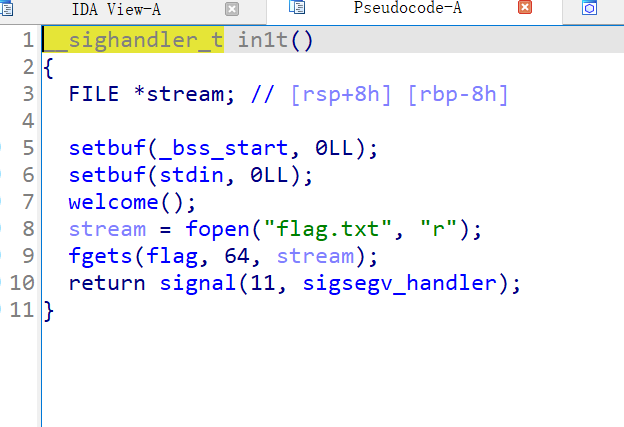 IDA View-A Pseudocode-A
1 __sighandler_t in1t()
2 {
3 FILE *stream; // [rsp+8h] [rbp-8h]
4
5 setbuf(_bss_start, 0LL);
6 setbuf(stdin, 0LL);
7 welcome();
8 stream = fopen("flag.txt", "r");
9 fgets(flag, 64, stream);
10 return signal(11, sigsegv_handler);
11 }